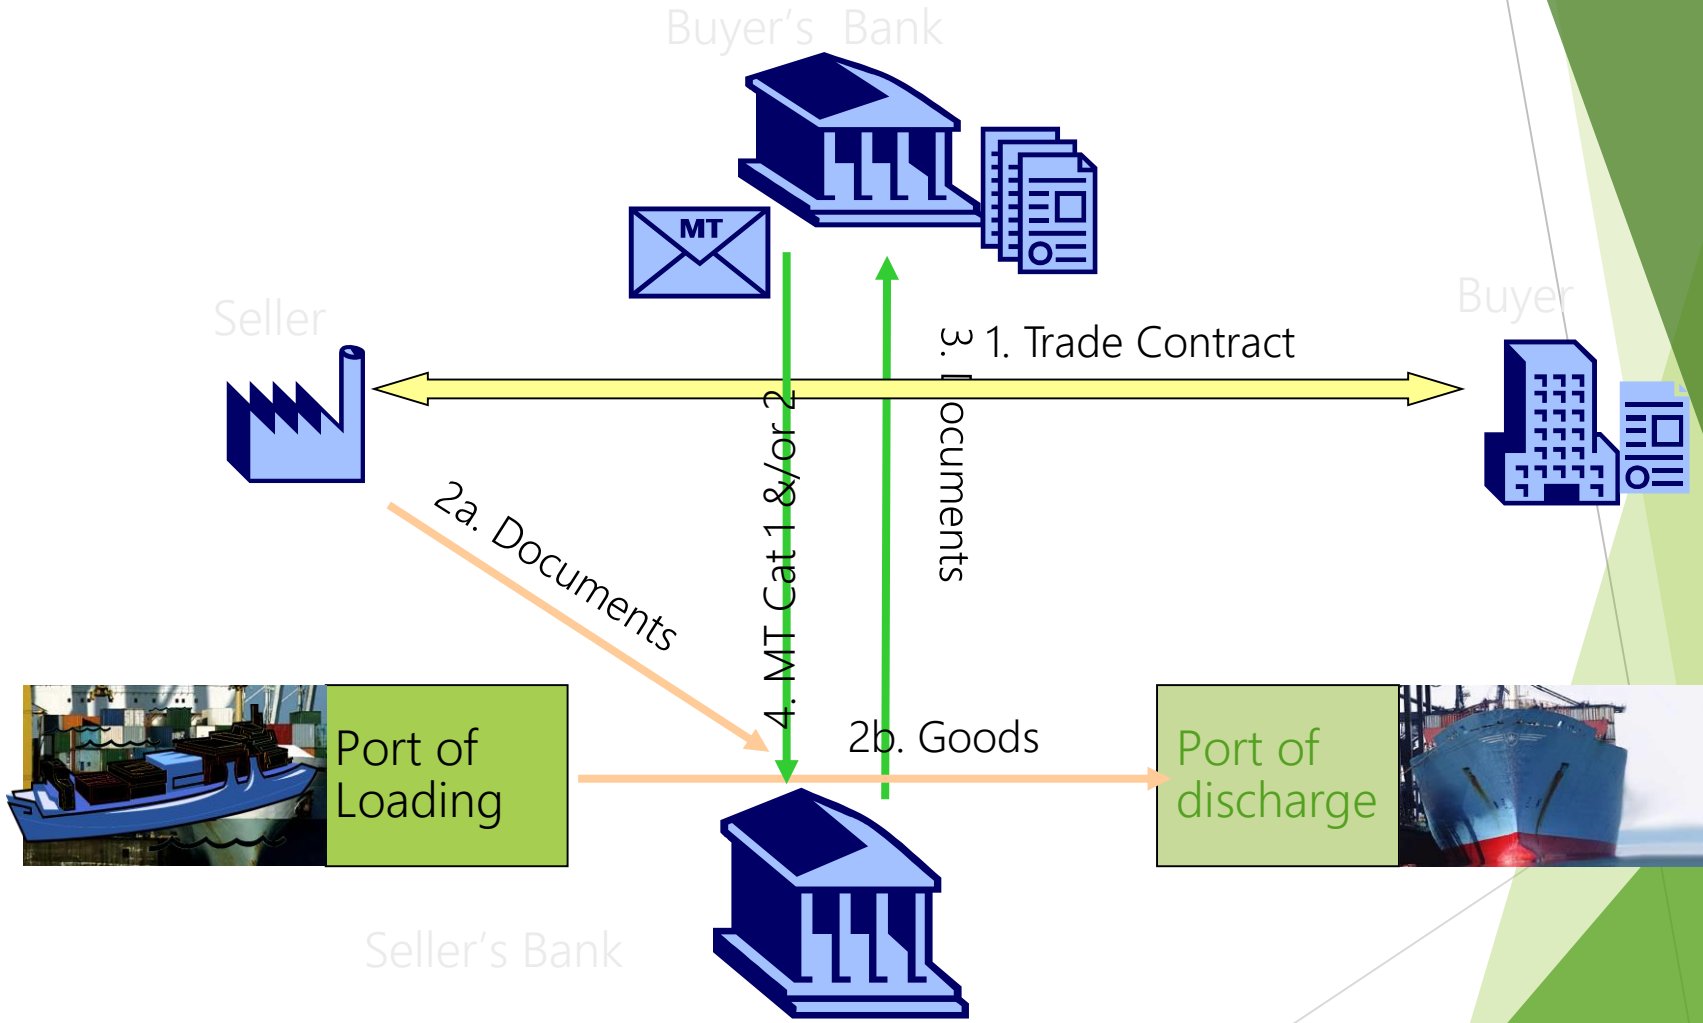 Buyer's Bank
MT
Seller
Buyer
1. Trade Contract
3. Documents
4. MT Cat 1 &/or 2
2a. Documents
2b. Goods
Port of
Loading
Port of
discharge
Seller's Bank